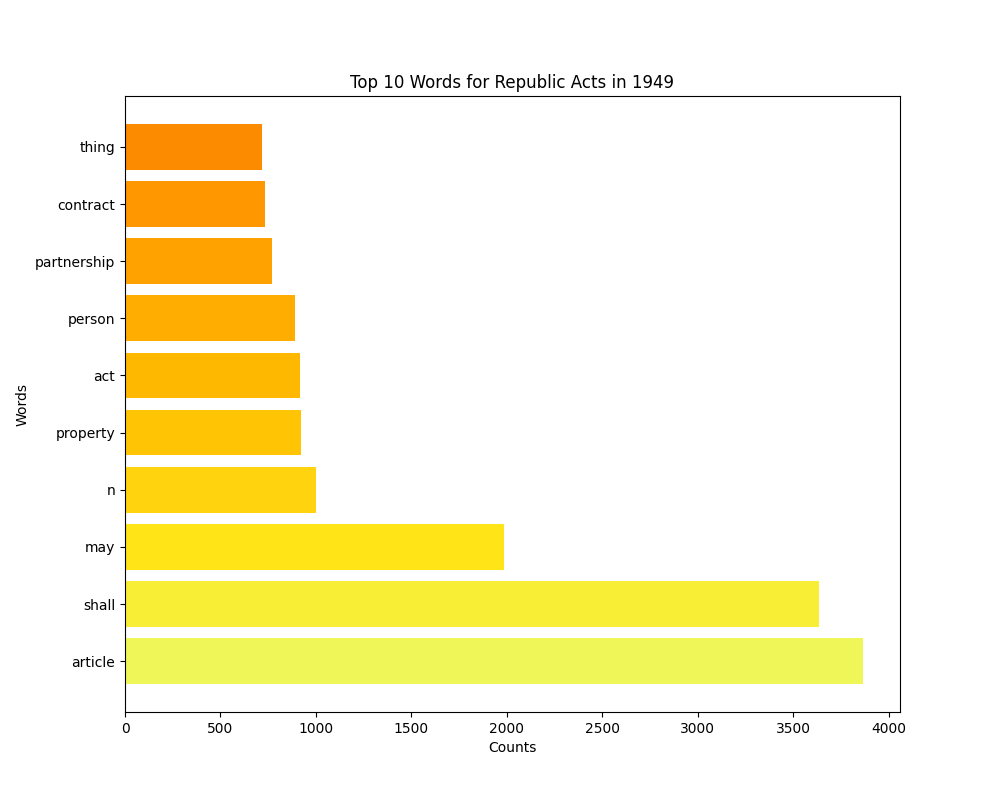 Top 10 Words for Republic Acts in 1949
thing
contract
partnership
person
act
property
n
may
shall
article
Words
0 500 1000 1500 2000 2500 3000 3500 4000
Counts